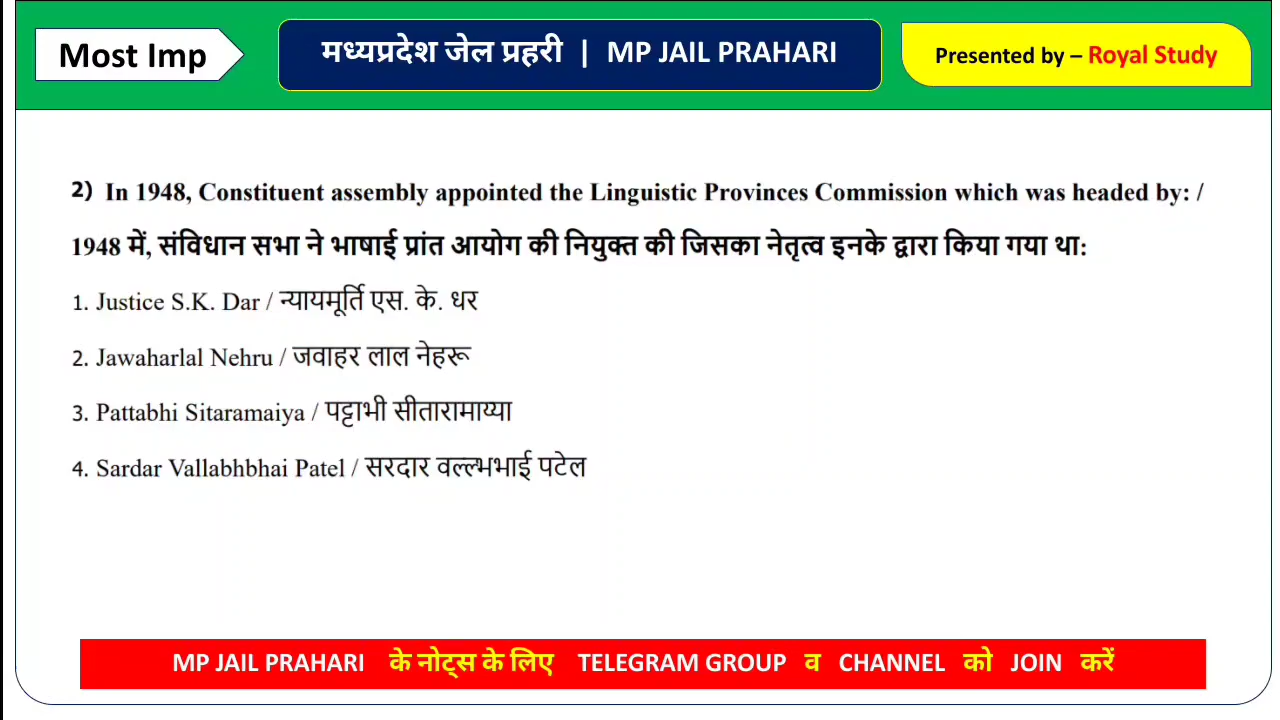 Most Imp
मध्यप्रदेश जेल प्रहरी | MP JAIL PRAHARI
Presented by – Royal Study
2) In 1948, Constituent assembly appointed the Linguistic Provinces Commission which was headed by: /
1948 में, संविधान सभा ने भाषाई प्रांत आयोग की नियुक्त की जिसका नेतृत्व इनके द्वारा किया गया था:
1. Justice S.K. Dar / न्यायमूर्ति एस. के. धर
2. Jawaharlal Nehru / जवाहर लाल नेहरू
3. Pattabhi Sitaramaiya / पट्टाभी सीतारामाय्या
4. Sardar Vallabhbhai Patel / सरदार वल्ल्भभाई पटेल
MP JAIL PRAHARI के नोट्स के लिए TELEGRAM GROUP व CHANNEL को JOIN करें